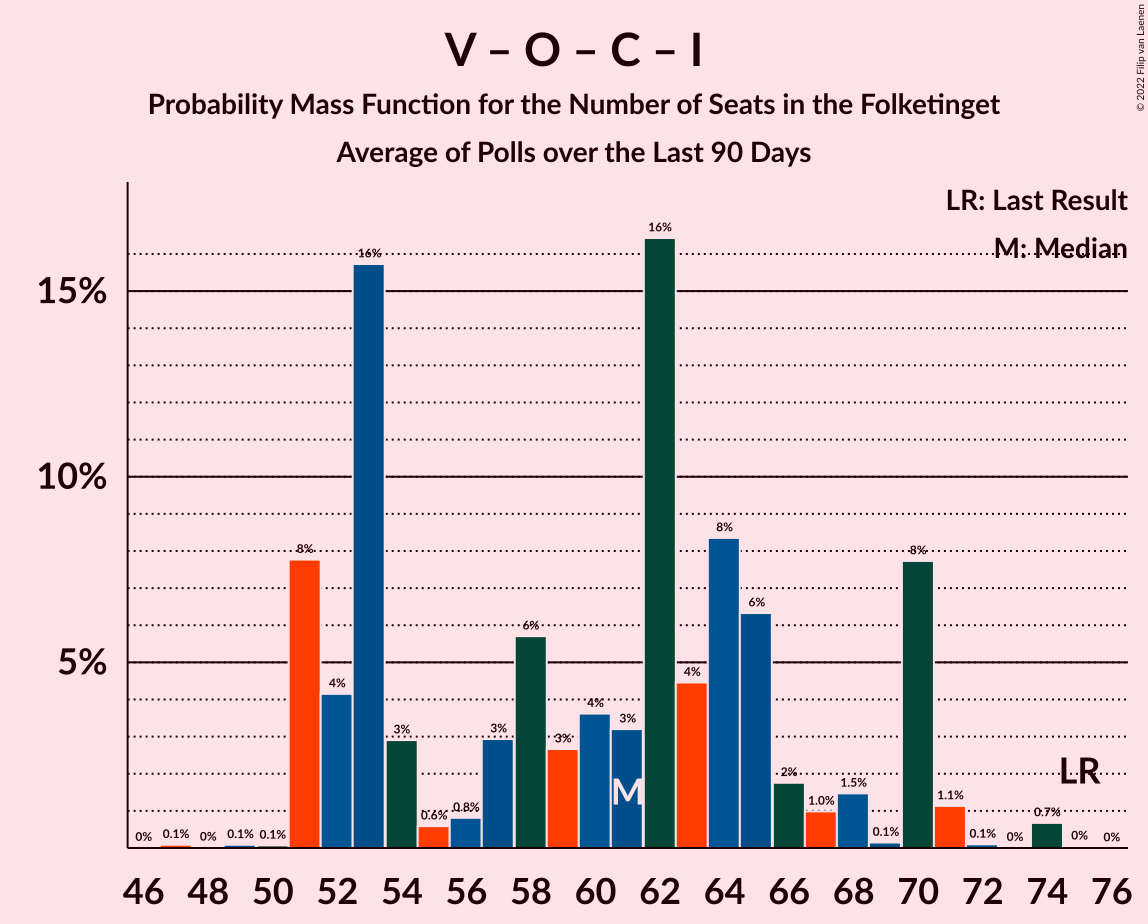 © 2022 Filip van Laenen
V – O – C – I
Probability Mass Function for the Number of Seats in the Folketinget
Average of Polls over the Last 90 Days
LR: Last Result
M: Median
15%
10%
5%
0% 0.1% 0% 0.1% 0.1% 8% 4% 16% 3% 0.6% 0.8% 3% 6% 3% 4% 3% 16% 4% 8% 6% 2% 1.0% 1.5% 0.1% 8% 1.1% 0.1% 0% 0.7% 0% 0%
M
LR
46 48 50 52 54 56 58 60 62 64 66 68 70 72 74 76